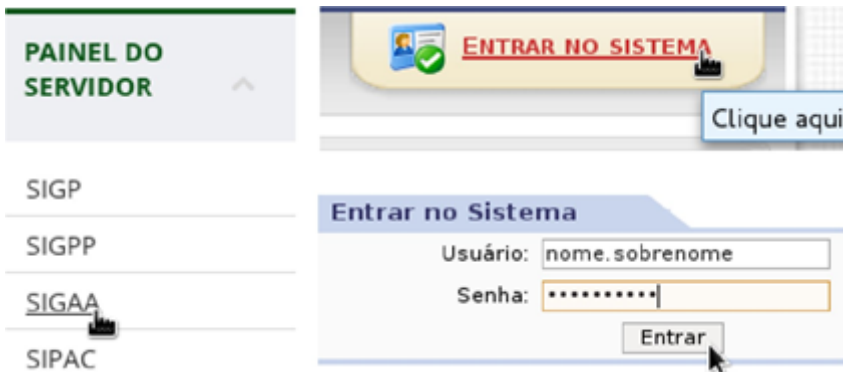 PAINEL DO
SERVIDOR
SIGP
SIGPP
SIGAA
SIPAC
ENTRAR NO SISTEMA
Clique aqui
Entrar no Sistema
Usuário: nome.sobrenome
Senha: ••••••••••
Entrar